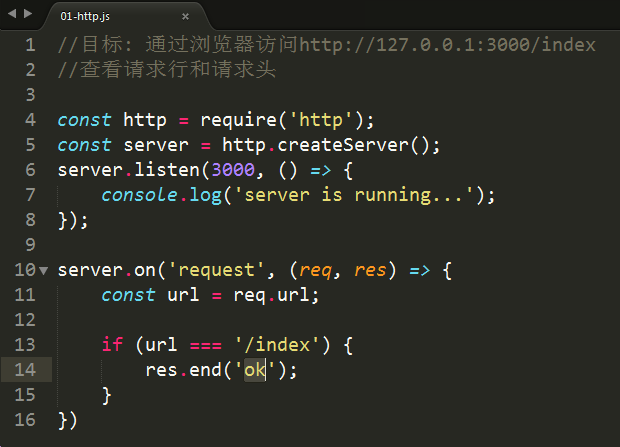 01-http.js ×
1 //目标: 通过浏览器访问http://127.0.0.1:3000/index
2 //查看请求行和请求头
3
4 const http = require('http');
5 const server = http.createServer();
6 server.listen(3000, () => {
7 console.log('server is running...');
8 });
9
10 server.on('request', (req, res) => {
11 const url = req.url;
12
13 if (url === '/index') {
14 res.end('ok');
15 }
16 })